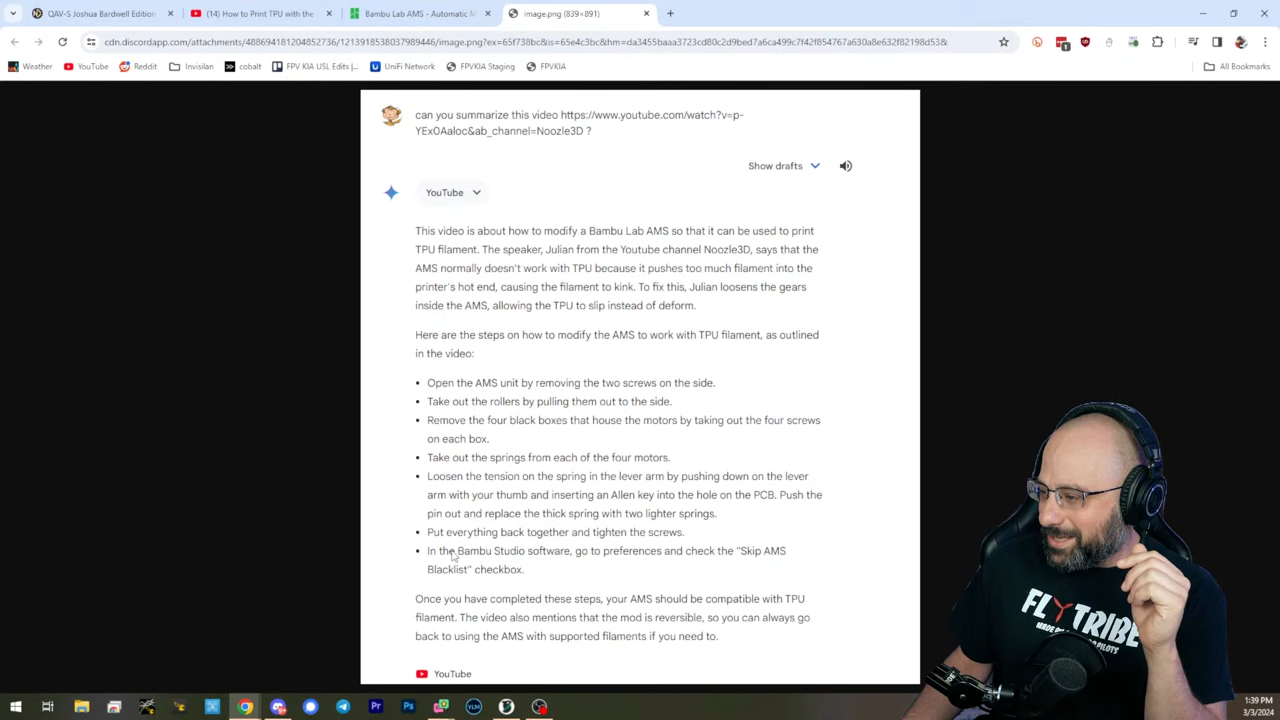 QAV-S Joshua Bardwell Edition
(14) How to Print TPU with the
Bambu Lab AMS - Automatic M
image.png (839×891)
cdn.discordapp.com/attachments/488694181204852736/1213918538037989446/image.png?ex=65f738bc&is=65e4c3bc&hm=da3455baaa3723cd80c2d9bed7a6ca499c7f42f854767a630a8e632f82198d53&
Weather
YouTube
Reddit
Invisilan
cobalt
FPV KIA USL Edits |...
UniFi Network
FPVKIA Staging
FPVKIA
All Bookmarks
can you summarize this video https://www.youtube.com/watch?v=p-
YEx0Aaloc&ab_channel=Noozle3D ?
Show drafts
YouTube
This video is about how to modify a Bambu Lab AMS so that it can be used to print
TPU filament. The speaker, Julian from the Youtube channel Noozle3D, says that the
AMS normally doesn't work with TPU because it pushes too much filament into the
printer's hot end, causing the filament to kink. To fix this, Julian loosens the gears
inside the AMS, allowing the TPU to slip instead of deform.
Here are the steps on how to modify the AMS to work with TPU filament, as outlined
in the video:
• Open the AMS unit by removing the two screws on the side.
• Take out the rollers by pulling them out to the side.
• Remove the four black boxes that house the motors by taking out the four screws
on each box.
• Take out the springs from each of the four motors.
• Loosen the tension on the spring in the lever arm by pushing down on the lever
arm with your thumb and inserting an Allen key into the hole on the PCB. Push the
pin out and replace the thick spring with two lighter springs.
• Put everything back together and tighten the screws.
• In the Bambu Studio software, go to preferences and check the "Skip AMS
Blacklist" checkbox.
Once you have completed these steps, your AMS should be compatible with TPU
filament. The video also mentions that the mod is reversible, so you can always go
back to using the AMS with supported filaments if you need to.
YouTube
FLYTRIBE
1:39 PM
3/3/2024